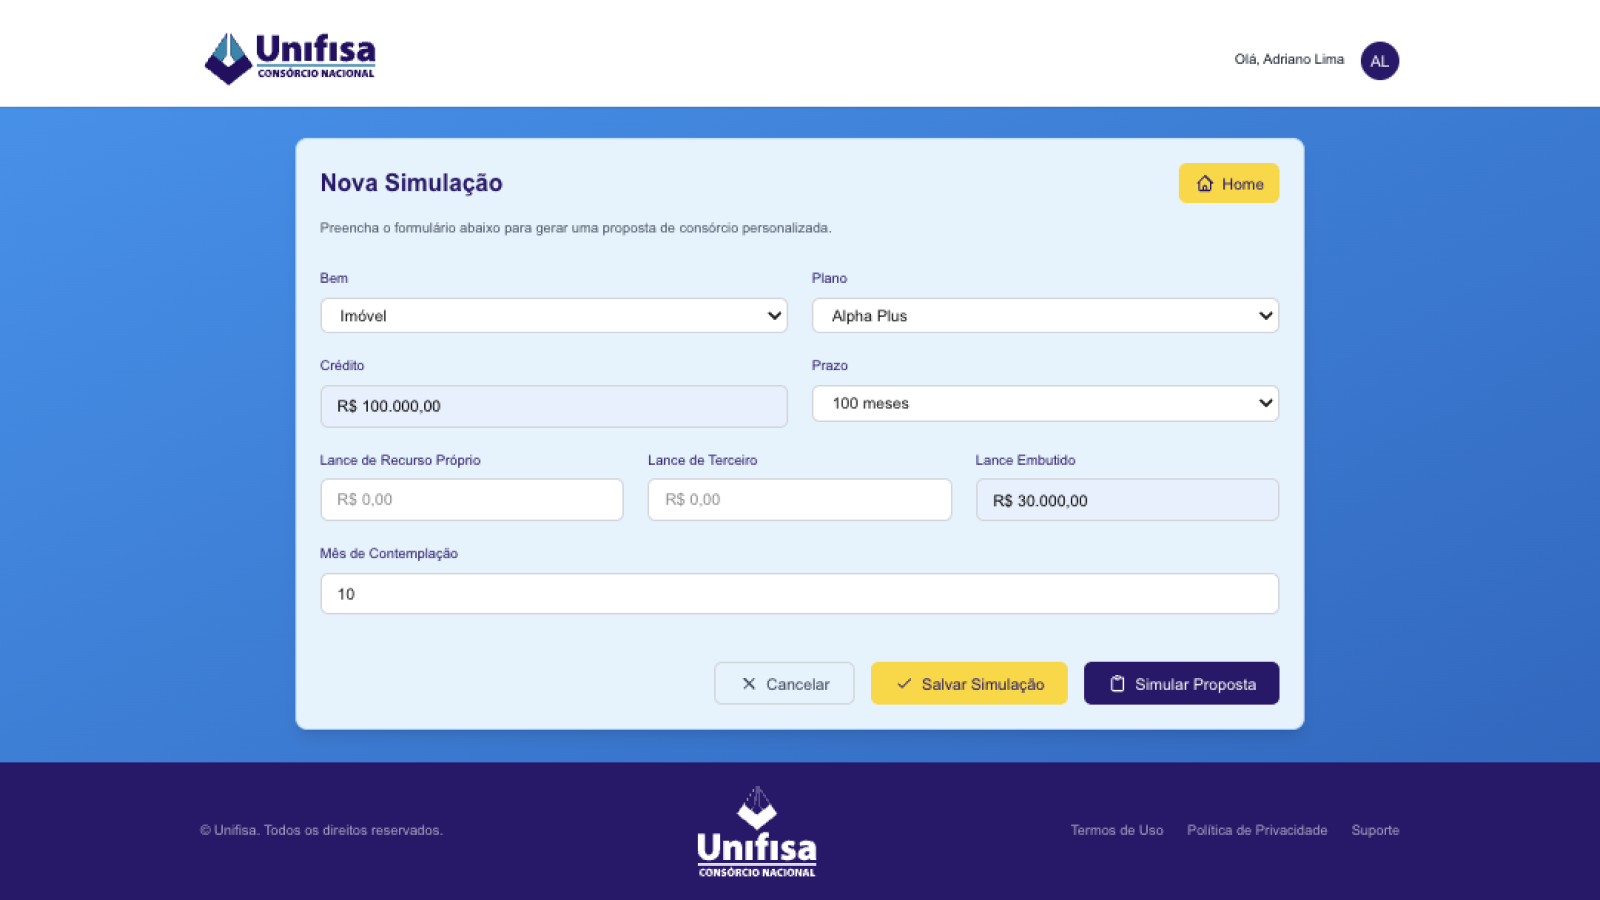 Unifisa
CONSÓRCIO NACIONAL
Olá, Adriano Lima
AL
Nova Simulação
Home
Preencha o formulário abaixo para gerar uma proposta de consórcio personalizada.
Bem
Plano
Imóvel
Alpha Plus
Crédito
Prazo
R$ 100.000,00
100 meses
Lance de Recurso Próprio
Lance de Terceiro
Lance Embutido
R$ 0,00
R$ 0,00
R$ 30.000,00
Mês de Contemplação
10
Cancelar
Salvar Simulação
Simular Proposta
© Unifisa. Todos os direitos reservados.
Unifisa
CONSÓRCIO NACIONAL
Termos de Uso
Política de Privacidade
Suporte